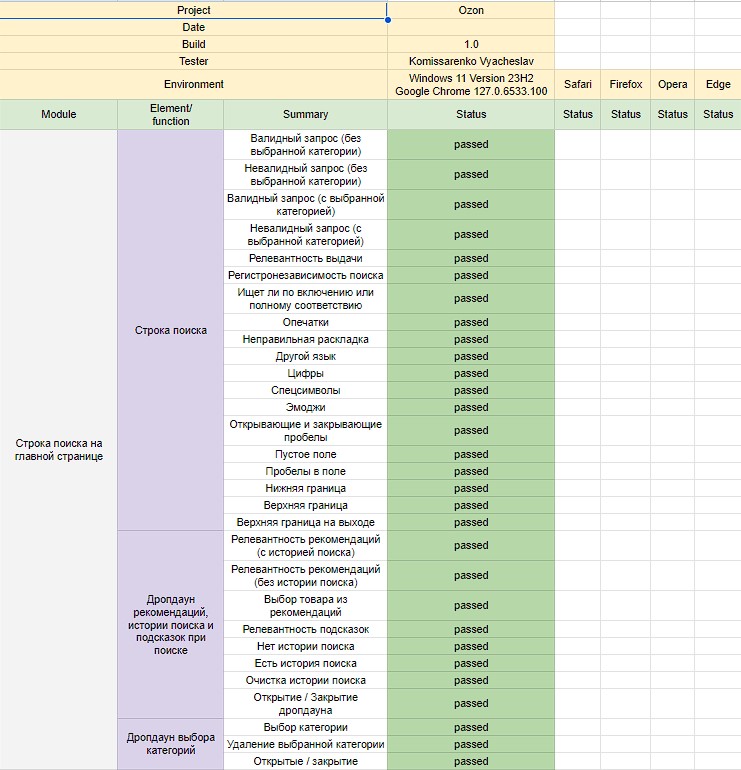 Project Ozon
Date
Build 1.0
Tester Komissarenko Vyacheslav
Environment Windows 11 Version 23H2
Google Chrome 127.0.6533.100 Safari Firefox Opera Edge
Module Element/
function Summary Status Status Status Status Status
Строка поиска на
главной странице
Строка поиска
Валидный запрос (без
выбранной категории) passed
Невалидный запрос (без
выбранной категории) passed
Валидный запрос (с выбранной
категорией) passed
Невалидный запрос (с
выбранной категорией) passed
Релевантность выдачи passed
Регистронезависимость поиска passed
Ищет ли по включению или
полному соответствию passed
Опечатки passed
Неправильная раскладка passed
Другой язык passed
Цифры passed
Спецсимволы passed
Эмоджи passed
Открывающие и закрывающие
пробелы passed
Пустое поле passed
Пробелы в поле passed
Нижняя граница passed
Верхняя граница passed
Верхняя граница на выходе passed
Дропдаун
рекомендаций,
истории поиска и
подсказок при
поиске
Релевантность рекомендаций
(с историей поиска) passed
Релевантность рекомендаций
(без истории поиска) passed
Выбор товара из
рекомендаций passed
Релевантность подсказок passed
Нет истории поиска passed
Есть история поиска passed
Очистка истории поиска passed
Открытие / Закрытие
дропдауна passed
Дропдаун выбора
категорий
Выбор категории passed
Удаление выбранной категории passed
Открытые / закрытие passed